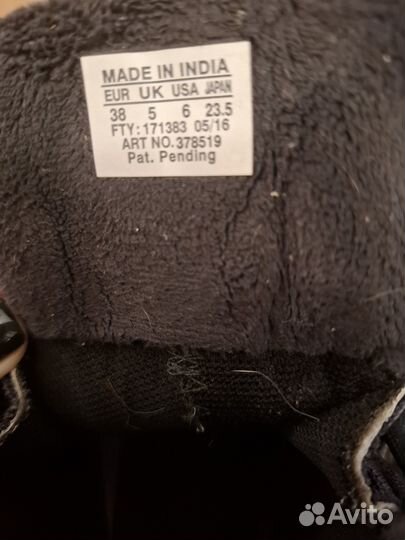 MADE IN INDIA
EUR UK USA JAPAN
38 5 6 23.5
FTY: 171383 05/16
ART NO. 378519
Pat. Pending
Avito